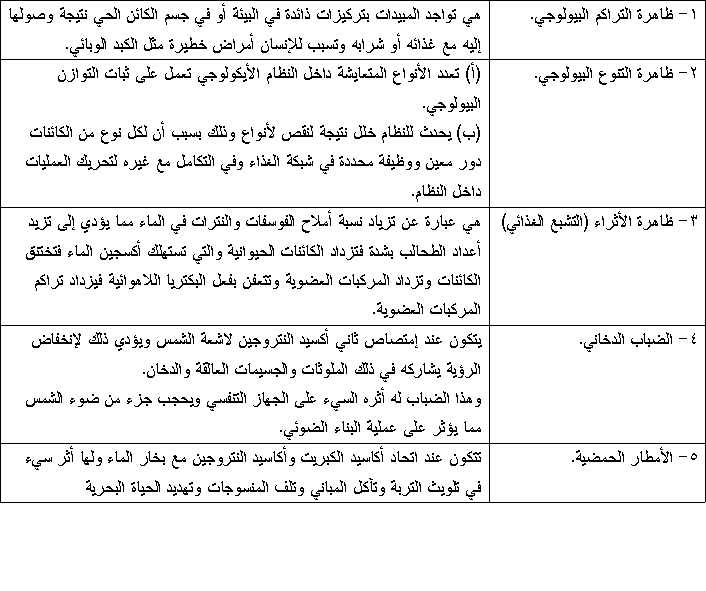 ١- ظاهرة التراكم البيولوجي.
هي تواجد المبيدات بتركيزات ذائدة في البيئة أو في جسم الكائن الحي نتيجة وصولها
إليه مع غذائه أو شرابه وتسبب للإنسان أمراض خطيرة مثل الكبد الوبائي.
٢- ظاهرة التنوع البيولوجي.
(أ) تعدد الأنواع المتعايشة داخل النظام الأيكولوجي تعمل على ثبات التوازن
البيولوجي.
(ب) يحدث للنظام خلل نتيجة لنقص لأنواع وذلك بسبب أن لكل نوع من الكائنات
دور معين ووظيفة محددة في شبكة الغذاء وفي التكامل مع غيره لتحريك العمليات
داخل النظام.
٣- ظاهرة الأثراء (التشبع الغذائي)
هي عبارة عن تزياد نسبة أملاح الفوسفات والنترات في الماء مما يؤدي إلى تزيد
أعداد الطحالب بشدة فتزداد الكائنات الحيوانية والتي تستهلك أكسجين الماء فتختنق
الكائنات وتزداد المركبات العضوية وتتعفن بفعل البكتريا اللاهوائية فيزداد تراكم
المركبات العضوية.
٤- الضباب الدخاني.
يتكون عند إمتصاص ثاني أكسيد النتروجين لاشعة الشمس ويؤدي ذلك لإنخفاض
الرؤية يشاركه في ذلك الملوثات والجسيمات العالقة والدخان.
وهذا الضباب له أثره السيء على الجهاز التنفسي ويحجب جزء من ضوء الشمس
مما يؤثر على عملية البناء الضوئي.
٥- الأمطار الحمضية.
تتكون عند اتحاد أكاسيد الكبريت وأكاسيد النتروجين مع بخار الماء ولها أثر سيء
في تلويث التربة وتآكل المباني وتلف المنسوجات وتهديد الحياة البحرية